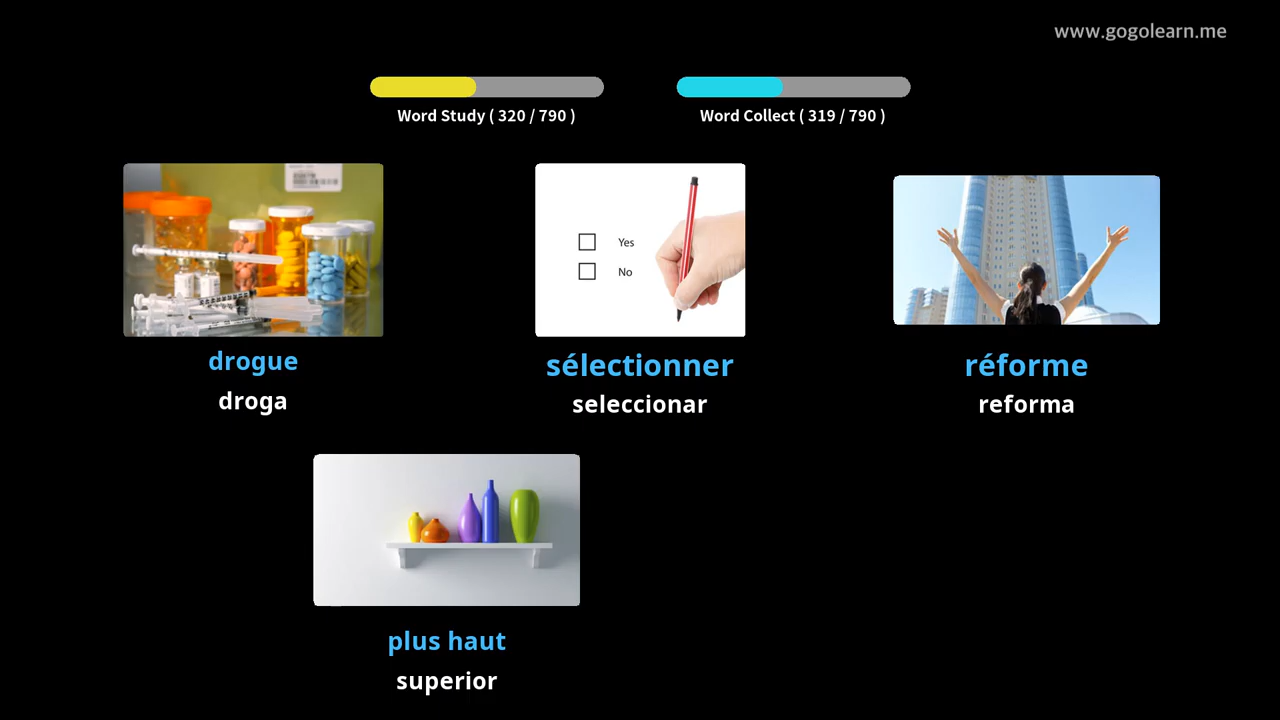 www.gogolearn.me
Word Study ( 320 / 790 )
Word Collect ( 319 / 790 )
Yes
No
drogue
droga
sélectionner
seleccionar
réforme
reforma
plus haut
superior